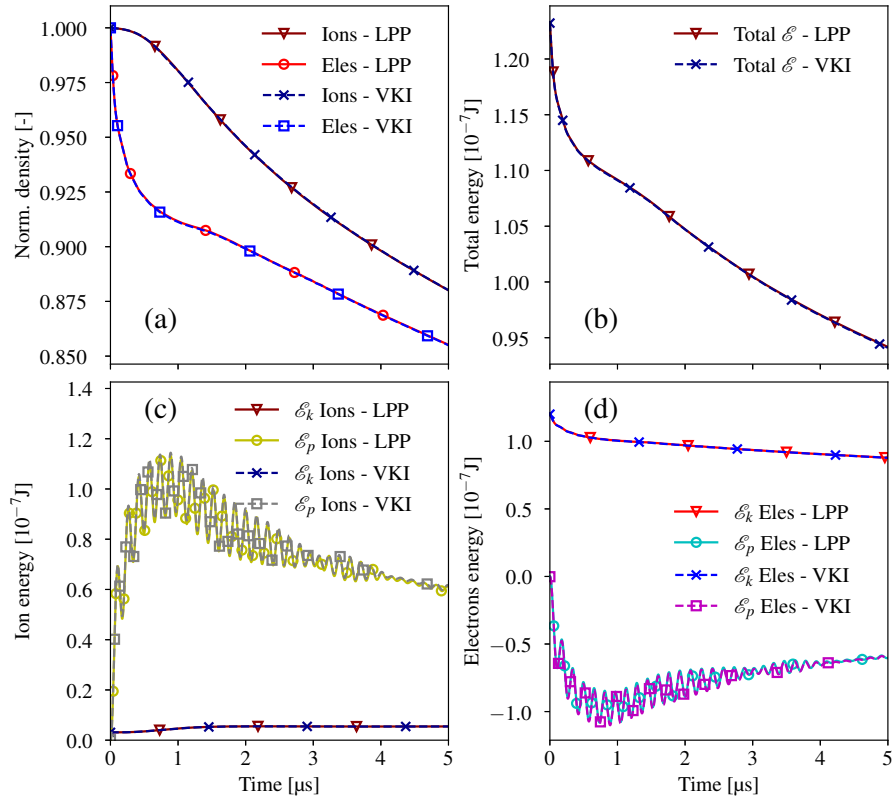 1.000
0.975
0.950
0.925
0.900
0.875
0.850
Norm. density [-]
Ions - LPP
Eles - LPP
Ions - VKI
Eles - VKI
(a)
1.20
1.15
1.10
1.05
1.00
0.95
Total energy [10⁻⁷J]
Total ℰ - LPP
Total ℰ - VKI
(b)
1.4
1.2
1.0
0.8
0.6
0.4
0.2
0.0
Ion energy [10⁻⁷J]
(c)
ℰₖ Ions - LPP
ℰₚ Ions - LPP
ℰₖ Ions - VKI
ℰₚ Ions - VKI
0 1 2 3 4 5
Time [µs]
1.0
0.5
0.0
−0.5
−1.0
Electrons energy [10⁻⁷J]
(d)
ℰₖ Eles - LPP
ℰₚ Eles - LPP
ℰₖ Eles - VKI
ℰₚ Eles - VKI
0 1 2 3 4 5
Time [µs]